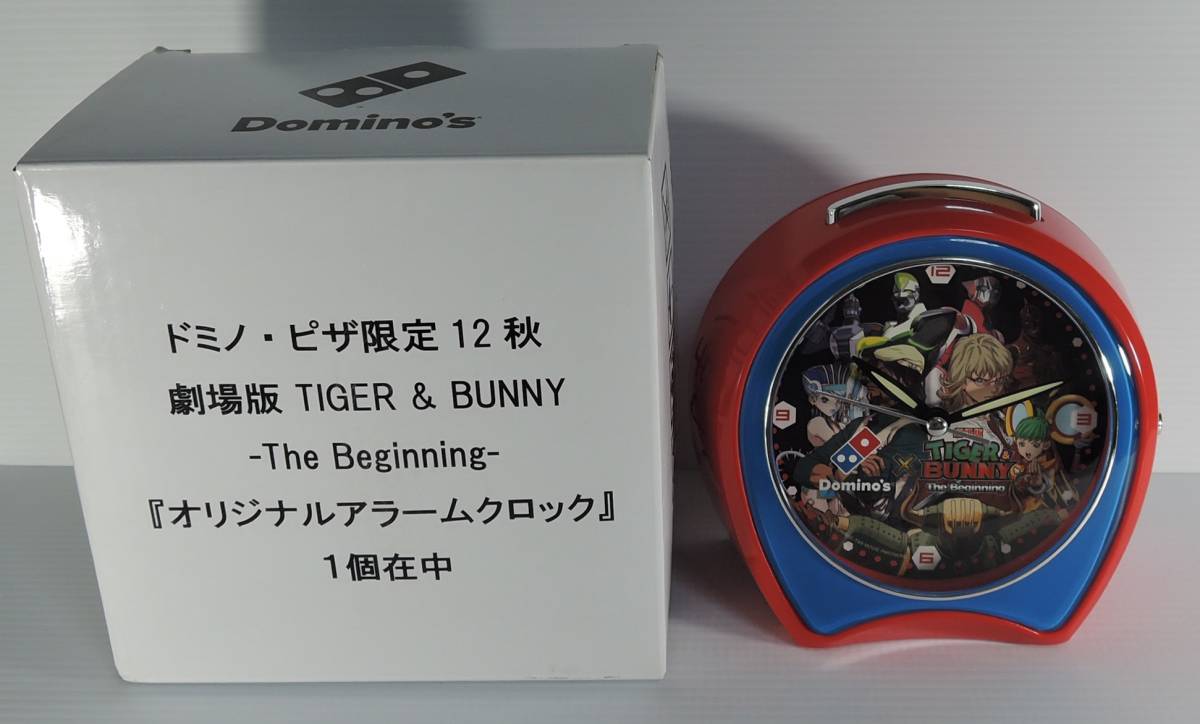 Domino's
ドミノ・ピザ限定 12 秋
劇場版 TIGER & BUNNY
-The Beginning-
『オリジナルアラームクロック』
1個在中
12
9
3
Domino's
×
TIGER &
BUNNY
The Beginning
6